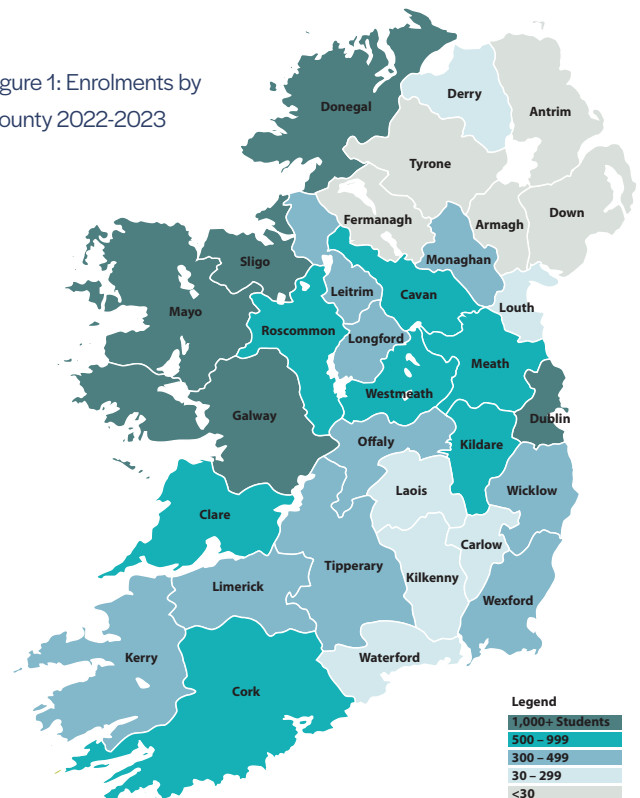 gure 1: Enrolments by
ounty 2022-2023
Donegal
Derry
Antrim
Tyrone
Fermanagh
Armagh
Down
Monaghan
Sligo
Leitrim
Cavan
Louth
Mayo
Roscommon
Longford
Meath
Westmeath
Galway
Dublin
Offaly
Kildare
Laois
Wicklow
Clare
Carlow
Tipperary
Kilkenny
Limerick
Wexford
Kerry
Waterford
Cork
Legend
1,000+ Students
500 – 999
300 – 499
30 – 299
<30